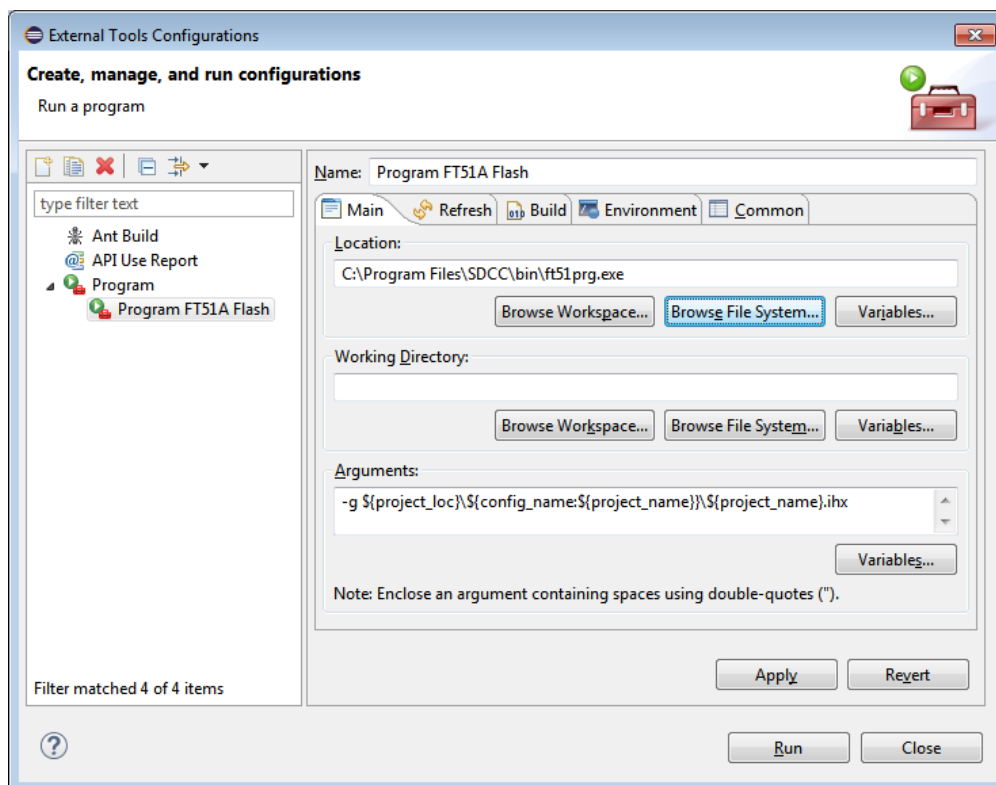 External Tools Configurations
Create, manage, and run configurations
Run a program
type filter text
Ant Build
API Use Report
Program
Program FT51A Flash
Filter matched 4 of 4 items
Name: Program FT51A Flash
Main Refresh Build Environment Common
Location:
C:\Program Files\SDCC\bin\ft51prg.exe
Browse Workspace... Browse File System... Variables...
Working Directory:
Browse Workspace... Browse File System... Variables...
Arguments:
-g ${project_loc}\${config_name:${project_name}}\${project_name}.ihx
Variables...
Note: Enclose an argument containing spaces using double-quotes (").
Apply Revert
Run Close